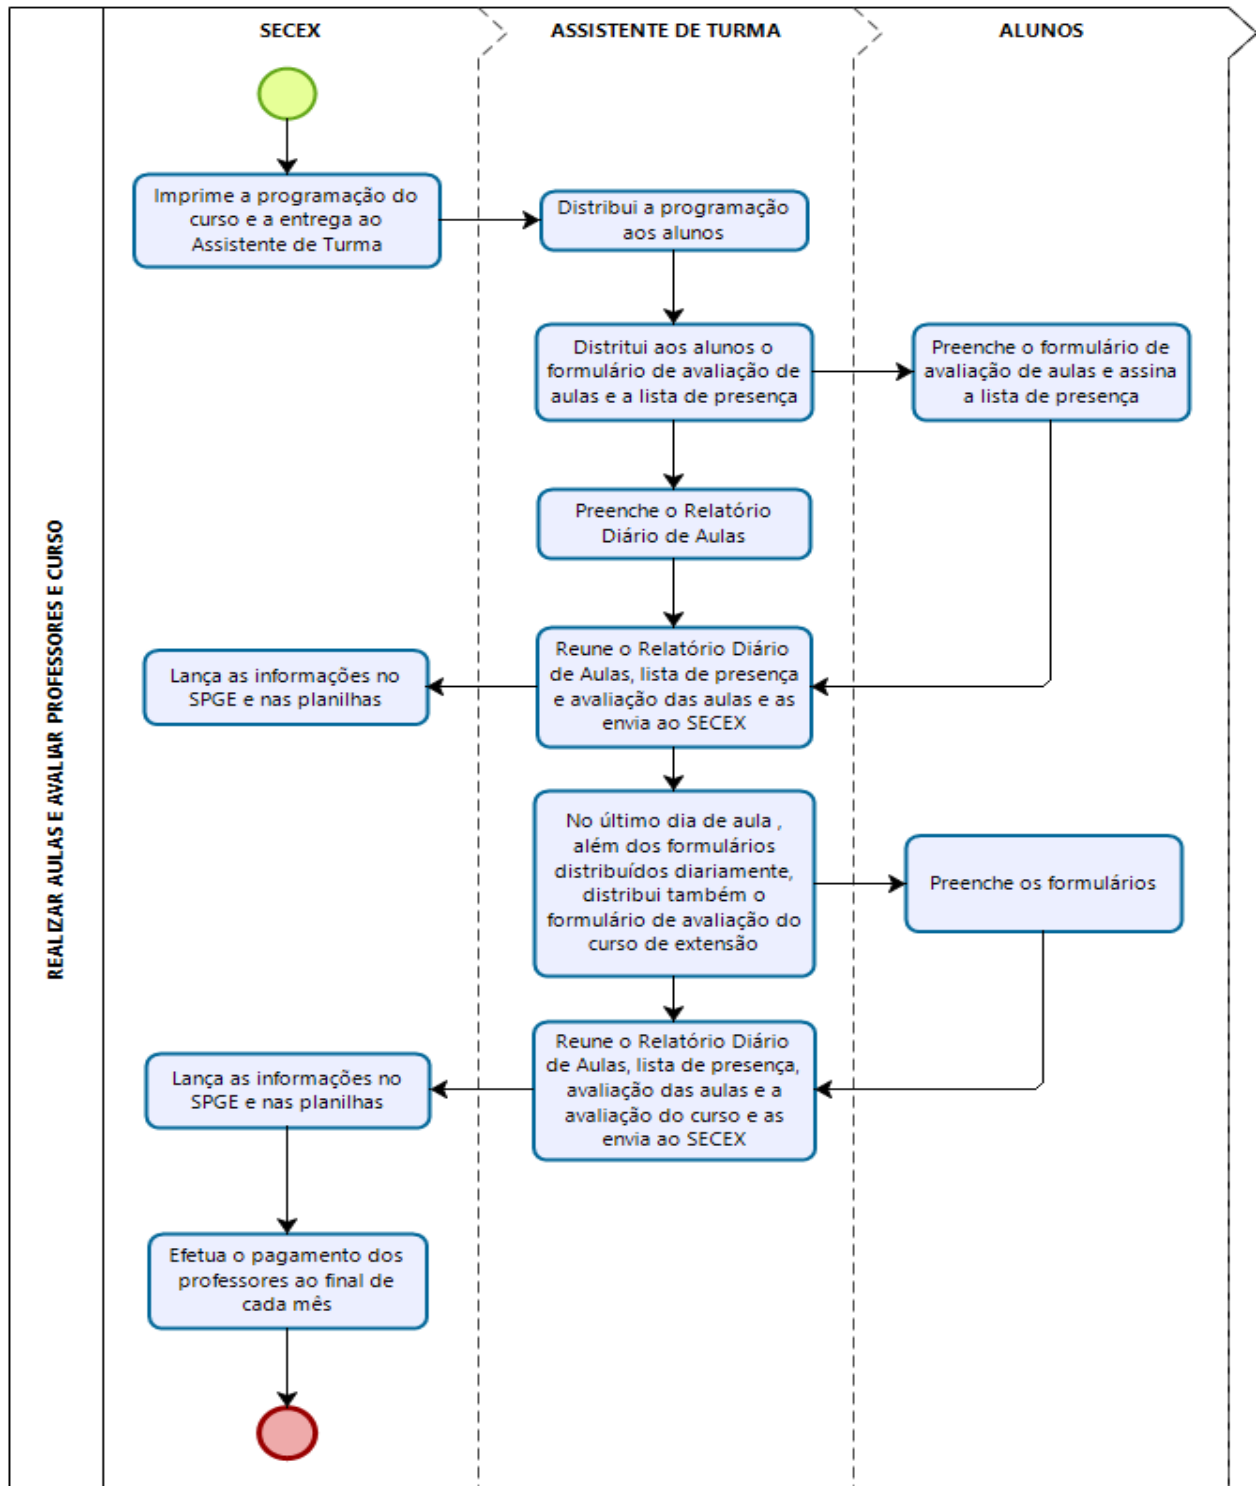 SECEX
ASSISTENTE DE TURMA
ALUNOS
REALIZAR AULAS E AVALIAR PROFESSORES E CURSO
Imprime a programação do
curso e a entrega ao
Assistente de Turma
Distribui a programação
aos alunos
Distritui aos alunos o
formulário de avaliação de
aulas e a lista de presença
Preenche o formulário de
avaliação de aulas e assina
a lista de presença
Preenche o Relatório
Diário de Aulas
Reune o Relatório Diário
de Aulas, lista de presença
e avaliação das aulas e as
envia ao SECEX
Lança as informações no
SPGE e nas planilhas
No último dia de aula ,
além dos formulários
distribuídos diariamente,
distribui também o
formulário de avaliação do
curso de extensão
Preenche os formulários
Reune o Relatório Diário
de Aulas, lista de presença,
avaliação das aulas e a
avaliação do curso e as
envia ao SECEX
Lança as informações no
SPGE e nas planilhas
Efetua o pagamento dos
professores ao final de
cada mês